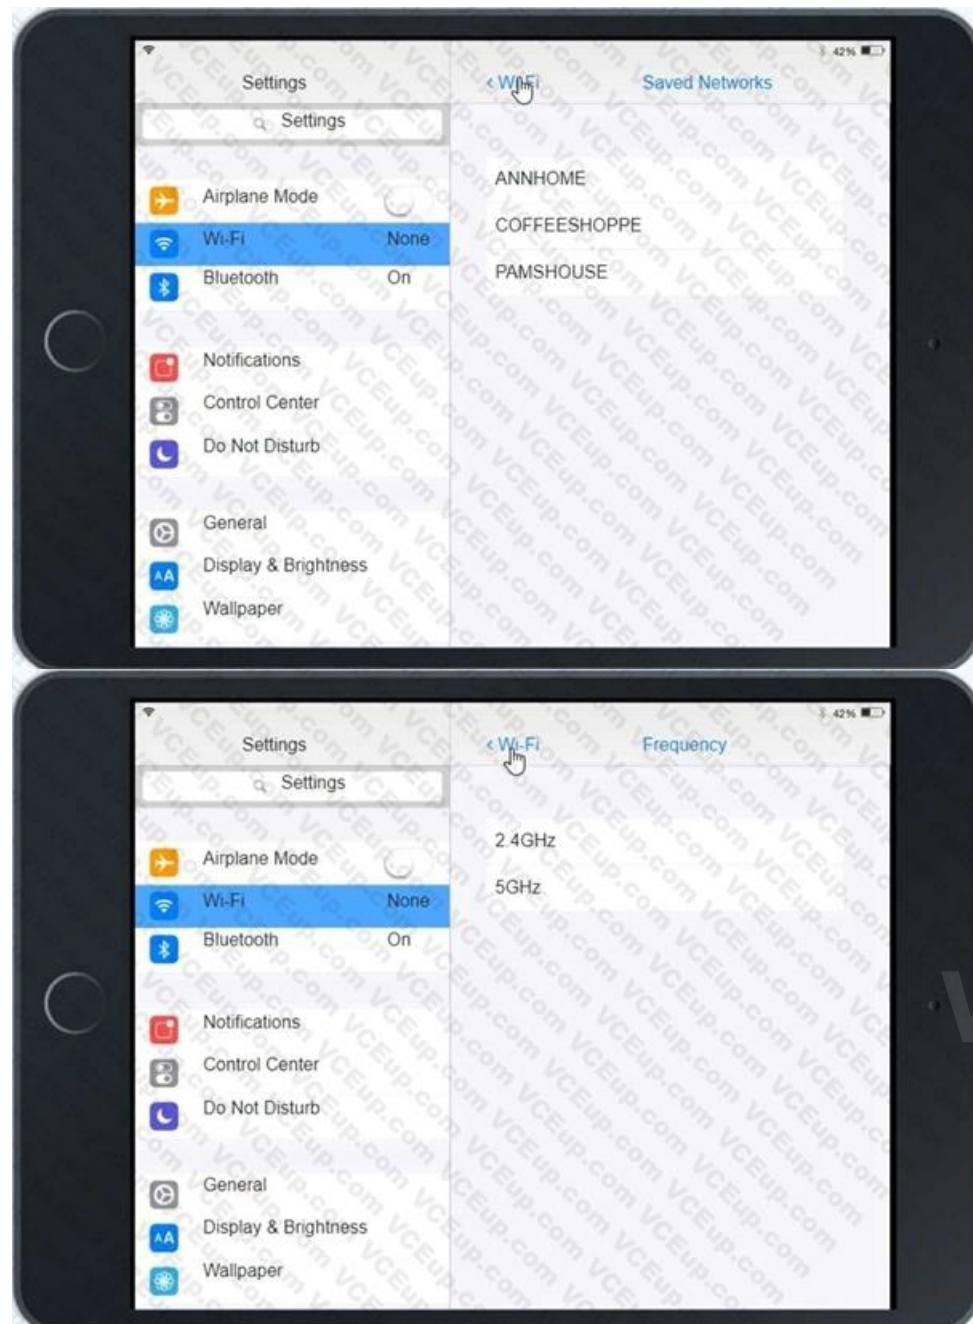 42%
Settings
< Wi-Fi
Saved Networks
Settings
Airplane Mode
Wi-Fi None
Bluetooth On
Notifications
Control Center
Do Not Disturb
General
Display & Brightness
Wallpaper
ANNHOME
COFFEESHOPPE
PAMSHOUSE
42%
Settings
< Wi-Fi
Frequency
Settings
Airplane Mode
Wi-Fi None
Bluetooth On
Notifications
Control Center
Do Not Disturb
General
Display & Brightness
Wallpaper
2.4GHz
5GHz
VCEup.com